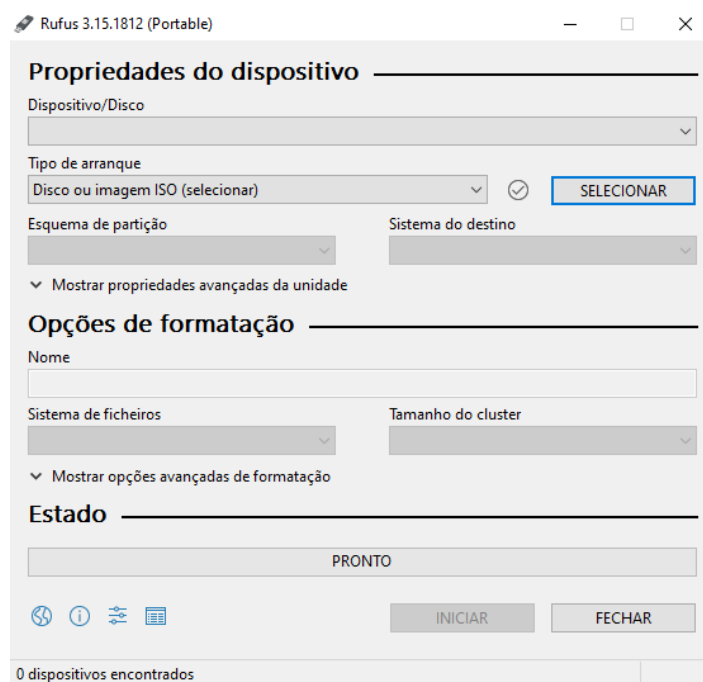 Rufus 3.15.1812 (Portable)
Propriedades do dispositivo
Dispositivo/Disco
Tipo de arranque
Disco ou imagem ISO (selecionar)
SELECIONAR
Esquema de partição
Sistema do destino
Mostrar propriedades avançadas da unidade
Opções de formatação
Nome
Sistema de ficheiros
Tamanho do cluster
Mostrar opções avançadas de formatação
Estado
PRONTO
INICIAR
FECHAR
0 dispositivos encontrados